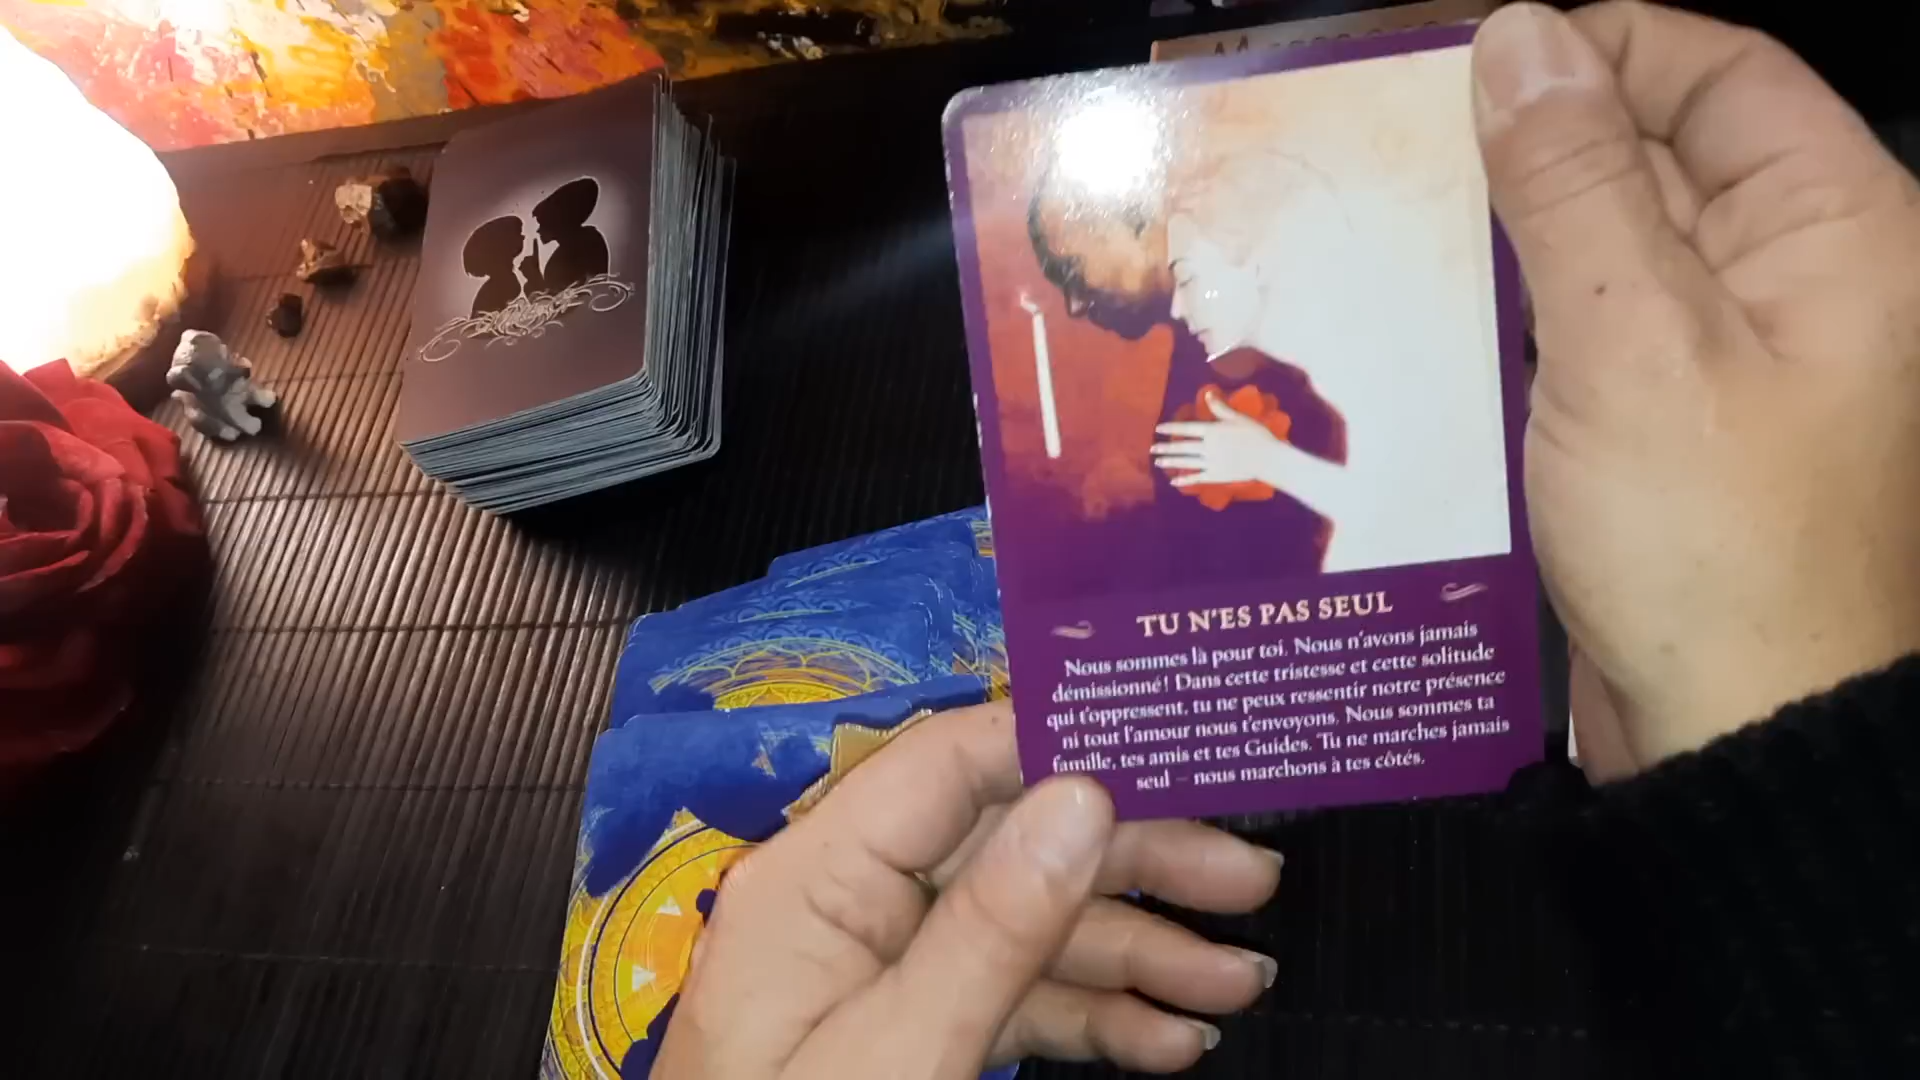 TU N'ES PAS SEUL
Nous sommes là pour toi. Nous n'avons jamais
démissionné! Dans cette tristesse et cette solitude
qui t'oppressent, tu ne peux ressentir notre présence
ni tout l'amour nous t'envoyons. Nous sommes ta
famille, tes amis et tes Guides. Tu ne marches jamais
seul – nous marchons à tes côtés.